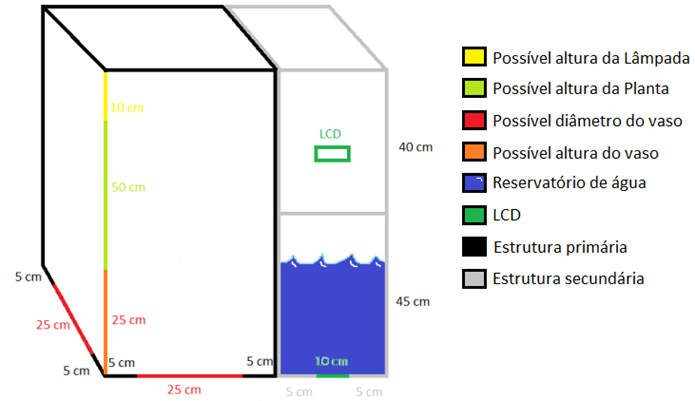 10 cm
50 cm
25 cm
5 cm
25 cm
5 cm
5 cm
25 cm
5 cm
LCD
40 cm
45 cm
10 cm
5 cm
5 cm
Possível altura da Lâmpada
Possível altura da Planta
Possível diâmetro do vaso
Possível altura do vaso
Reservatório de água
LCD
Estrutura primária
Estrutura secundária